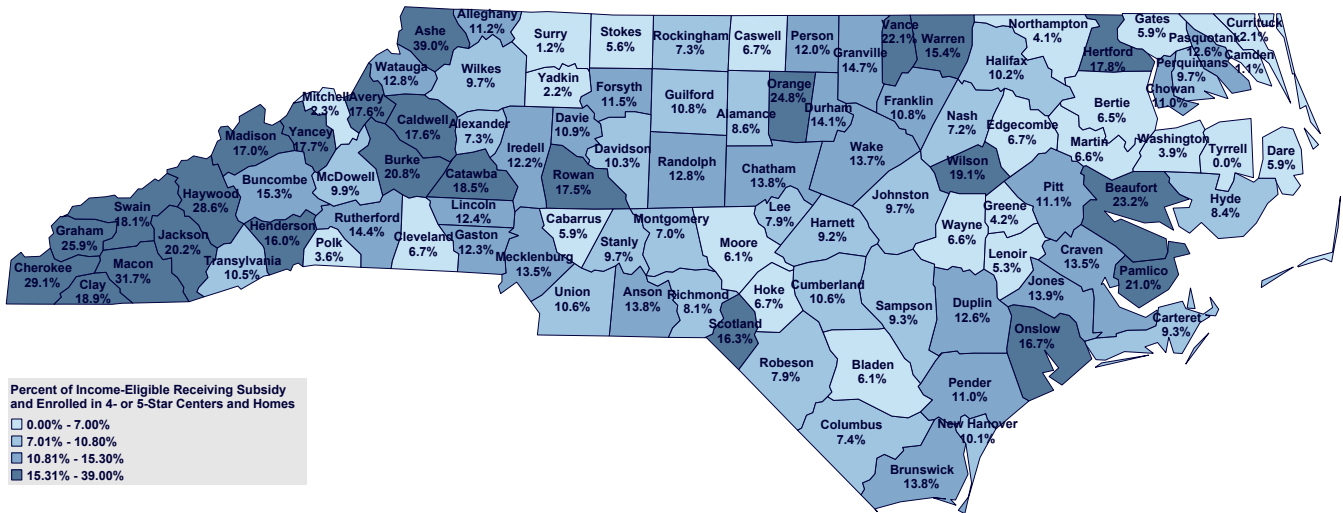 Ashe
39.0%
Alleghany
11.2%
Surry
1.2%
Stokes
5.6%
Rockingham
7.3%
Caswell
6.7%
Person
12.0%
Granville
14.7%
Vance
22.1%
Warren
15.4%
Northampton
4.1%
Hertford
17.8%
Gates
5.9%
Currituck
2.1%
Pasquotank
12.6%
Camden
1.1%
Perquimans
9.7%
Chowan
11.0%
Halifax
10.2%
Bertie
6.5%
Watauga
12.8%
Wilkes
9.7%
Yadkin
2.2%
Forsyth
11.5%
Guilford
10.8%
Alamance
8.6%
Orange
24.8%
Durham
14.1%
Franklin
10.8%
Nash
7.2%
Edgecombe
6.7%
Martin
6.6%
Washington
3.9%
Tyrrell
0.0%
Dare
5.9%
Mitchell
2.3%
Avery
17.6%
Caldwell
17.6%
Alexander
7.3%
Iredell
12.2%
Davie
10.9%
Davidson
10.3%
Randolph
12.8%
Chatham
13.8%
Wake
13.7%
Wilson
19.1%
Pitt
11.1%
Beaufort
23.2%
Hyde
8.4%
Madison
17.0%
Yancey
17.7%
Burke
20.8%
Catawba
18.5%
Rowan
17.5%
Buncombe
15.3%
McDowell
9.9%
Haywood
28.6%
Swain
18.1%
Graham
25.9%
Jackson
20.2%
Henderson
16.0%
Rutherford
14.4%
Polk
3.6%
Cleveland
6.7%
Lincoln
12.4%
Gaston
12.3%
Mecklenburg
13.5%
Cabarrus
5.9%
Stanly
9.7%
Montgomery
7.0%
Moore
6.1%
Lee
7.9%
Harnett
9.2%
Johnston
9.7%
Wayne
6.6%
Greene
4.2%
Lenoir
5.3%
Craven
13.5%
Pamlico
21.0%
Jones
13.9%
Cherokee
29.1%
Clay
18.9%
Macon
31.7%
Transylvania
10.5%
Union
10.6%
Anson
13.8%
Richmond
8.1%
Scotland
16.3%
Hoke
6.7%
Cumberland
10.6%
Sampson
9.3%
Duplin
12.6%
Onslow
16.7%
Carteret
9.3%
Robeson
7.9%
Bladen
6.1%
Pender
11.0%
Columbus
7.4%
New Hanover
10.1%
Brunswick
13.8%
Percent of Income-Eligible Receiving Subsidy
and Enrolled in 4- or 5-Star Centers and Homes
0.00% - 7.00%
7.01% - 10.80%
10.81% - 15.30%
15.31% - 39.00%